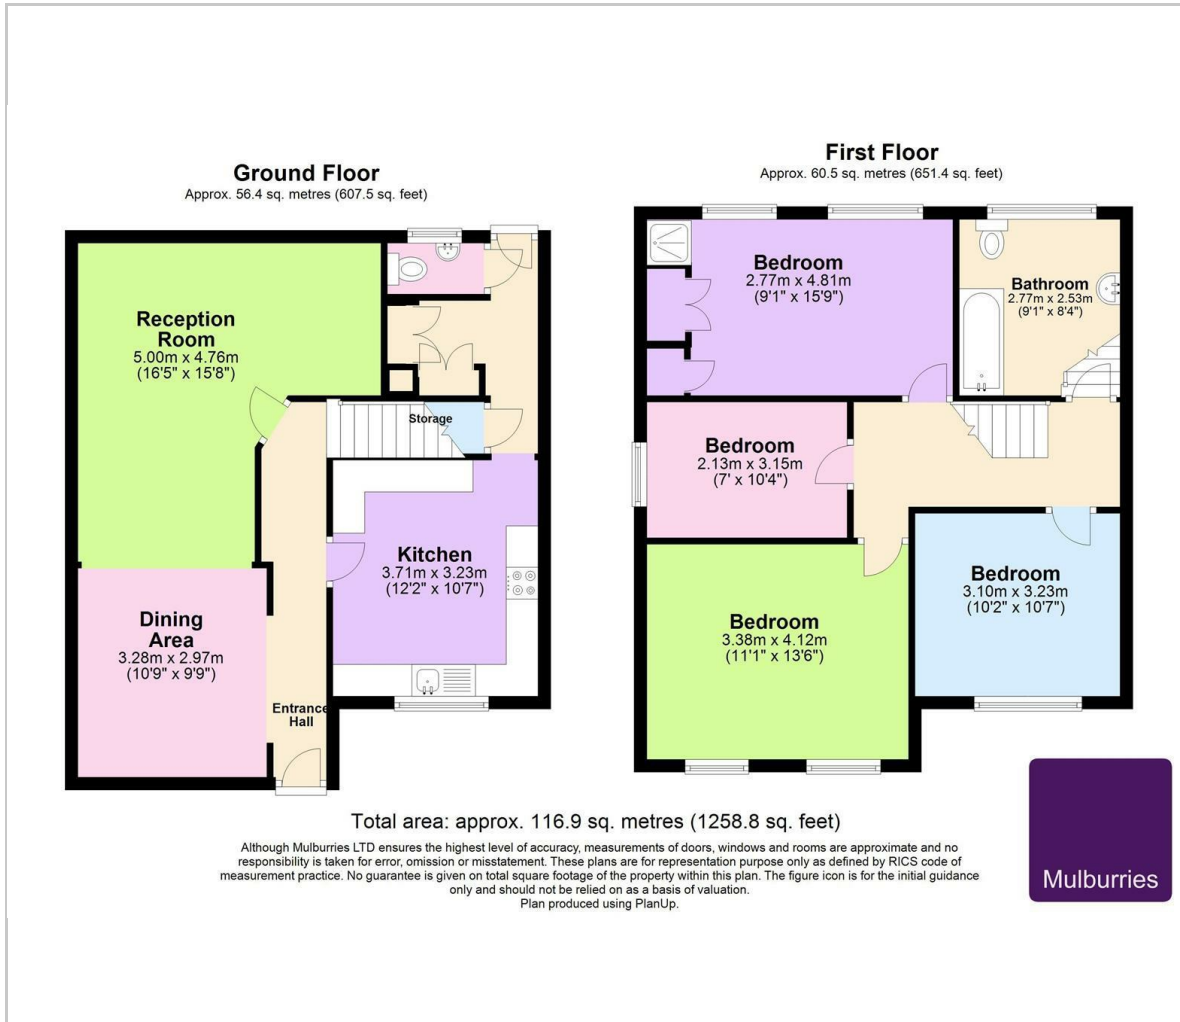 Ground Floor
Approx. 56.4 sq. metres (607.5 sq. feet)
Reception
Room
5.00m x 4.76m
(16'5" x 15'8")
Storage
Kitchen
3.71m x 3.23m
(12'2" x 10'7")
Dining
Area
3.28m x 2.97m
(10'9" x 9'9")
Entrance
Hall
First Floor
Approx. 60.5 sq. metres (651.4 sq. feet)
Bedroom
2.77m x 4.81m
(9'1" x 15'9")
Bathroom
2.77m x 2.53m
(9'1" x 8'4")
Bedroom
2.13m x 3.15m
(7' x 10'4")
Bedroom
3.10m x 3.23m
(10'2" x 10'7")
Bedroom
3.38m x 4.12m
(11'1" x 13'6")
Total area: approx. 116.9 sq. metres (1258.8 sq. feet)
Although Mulburries LTD ensures the highest level of accuracy, measurements of doors, windows and rooms are approximate and no
responsibility is taken for error, omission or misstatement. These plans are for representation purpose only as defined by RICS code of
measurement practice. No guarantee is given on total square footage of the property within this plan. The figure icon is for the initial guidance
only and should not be relied on as a basis of valuation.
Plan produced using PlanUp.
Mulburries